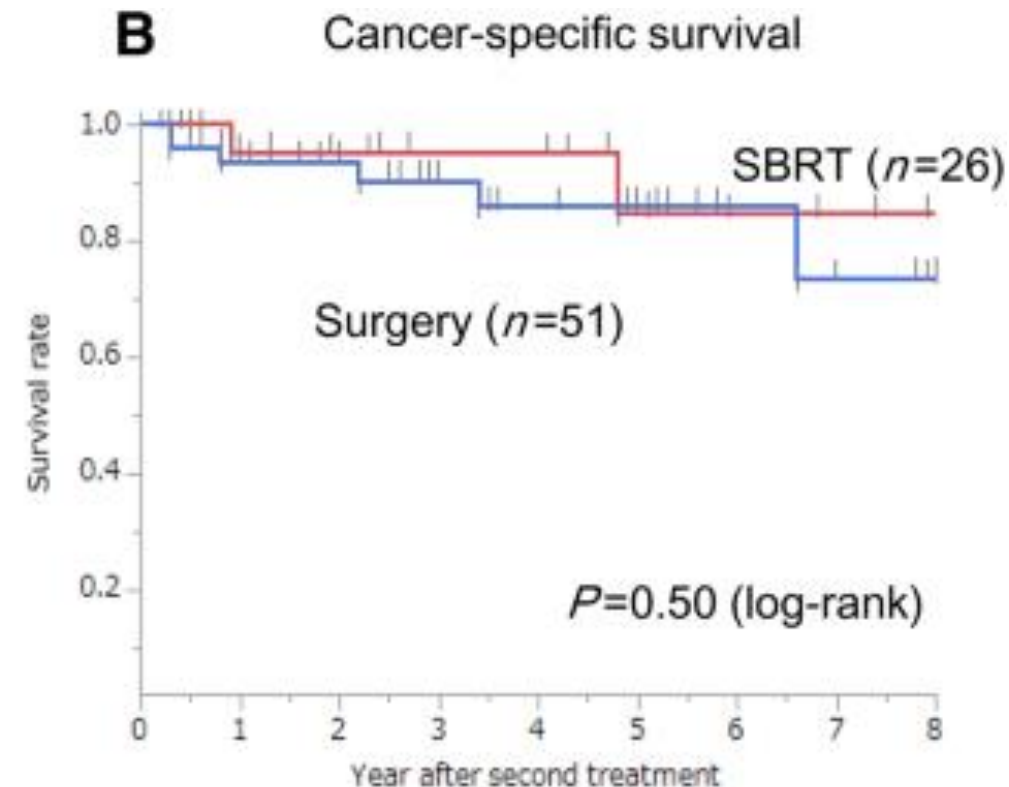 B
Cancer-specific survival
1.0
0.8
0.6
0.4
0.2
Survival rate
SBRT (n=26)
Surgery (n=51)
P=0.50 (log-rank)
0 1 2 3 4 5 6 7 8
Year after second treatment